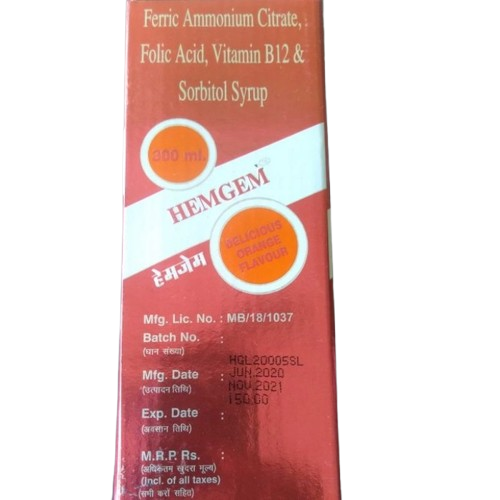 Ferric Ammonium Citrate,
Folic Acid, Vitamin B12 &
Sorbitol Syrup
300 ml.
HEMGEM
हेमजेम
DELICIOUS
ORANGE
FLAVOUR
Mfg. Lic. No. : MB/18/1037
Batch No. :
(घान संख्या)
HGL20005SL
Mfg. Date :
JUN.2020
(उत्पादन तिथि)
NOV.2021
150.00
Exp. Date :
(अवसान तिथि)
M.R.P. Rs. :
(अधिकतम खुदरा मूल्य)
(Incl. of all taxes)
(सभी करों सहित)